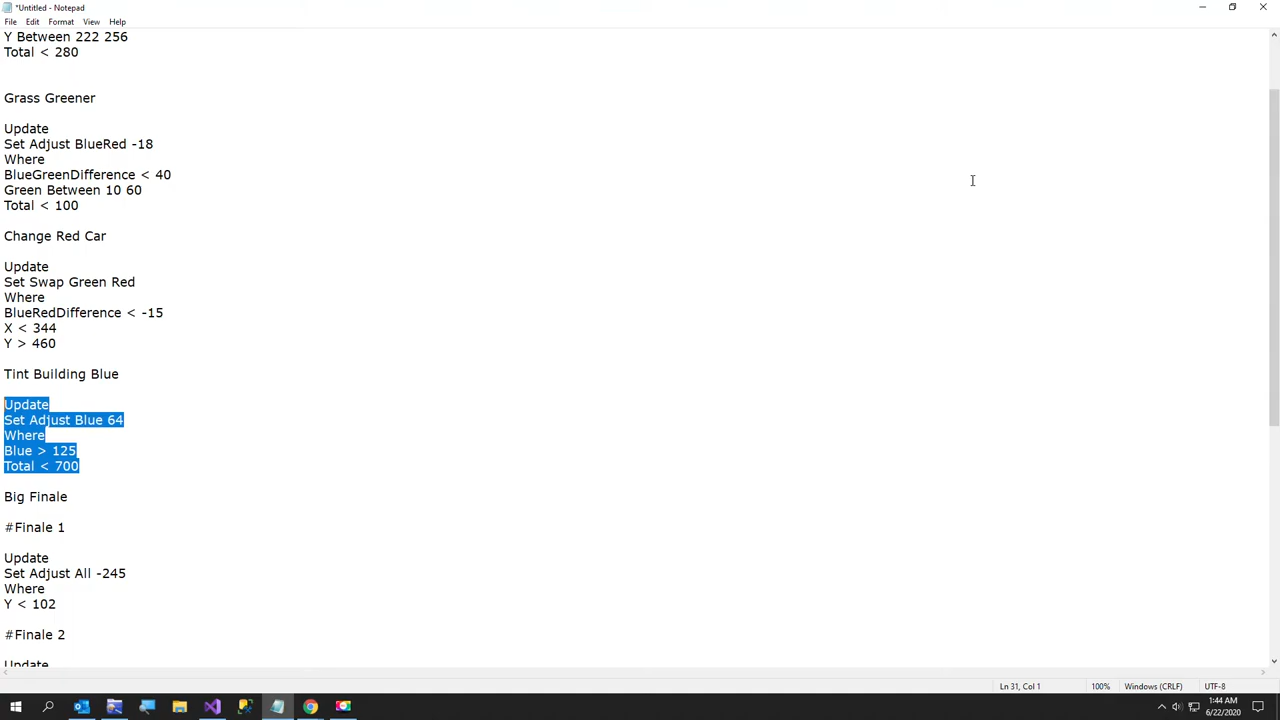 *Untitled - Notepad
File Edit Format View Help
Y Between 222 256
Total < 280
Grass Greener
Update
Set Adjust BlueRed -18
Where
BlueGreenDifference < 40
Green Between 10 60
Total < 100
Change Red Car
Update
Set Swap Green Red
Where
BlueRedDifference < -15
X < 344
Y > 460
Tint Building Blue
Update
Set Adjust Blue 64
Where
Blue > 125
Total < 700
Big Finale
#Finale 1
Update
Set Adjust All -245
Where
Y < 102
#Finale 2
Update
Ln 31, Col 1 100% Windows (CRLF) UTF-8
1:44 AM
6/22/2020